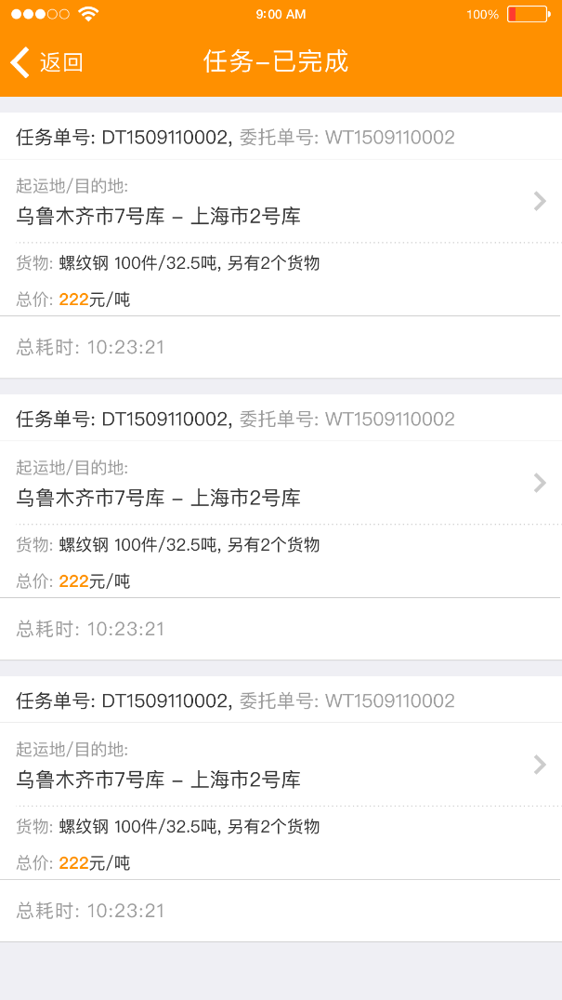 9:00 AM
100%
返回
任务-已完成
任务单号: DT1509110002, 委托单号: WT1509110002
起运地/目的地:
乌鲁木齐市7号库 - 上海市2号库
货物: 螺纹钢 100件/32.5吨, 另有2个货物
总价: 222元/吨
总耗时: 10:23:21
任务单号: DT1509110002, 委托单号: WT1509110002
起运地/目的地:
乌鲁木齐市7号库 - 上海市2号库
货物: 螺纹钢 100件/32.5吨, 另有2个货物
总价: 222元/吨
总耗时: 10:23:21
任务单号: DT1509110002, 委托单号: WT1509110002
起运地/目的地:
乌鲁木齐市7号库 - 上海市2号库
货物: 螺纹钢 100件/32.5吨, 另有2个货物
总价: 222元/吨
总耗时: 10:23:21